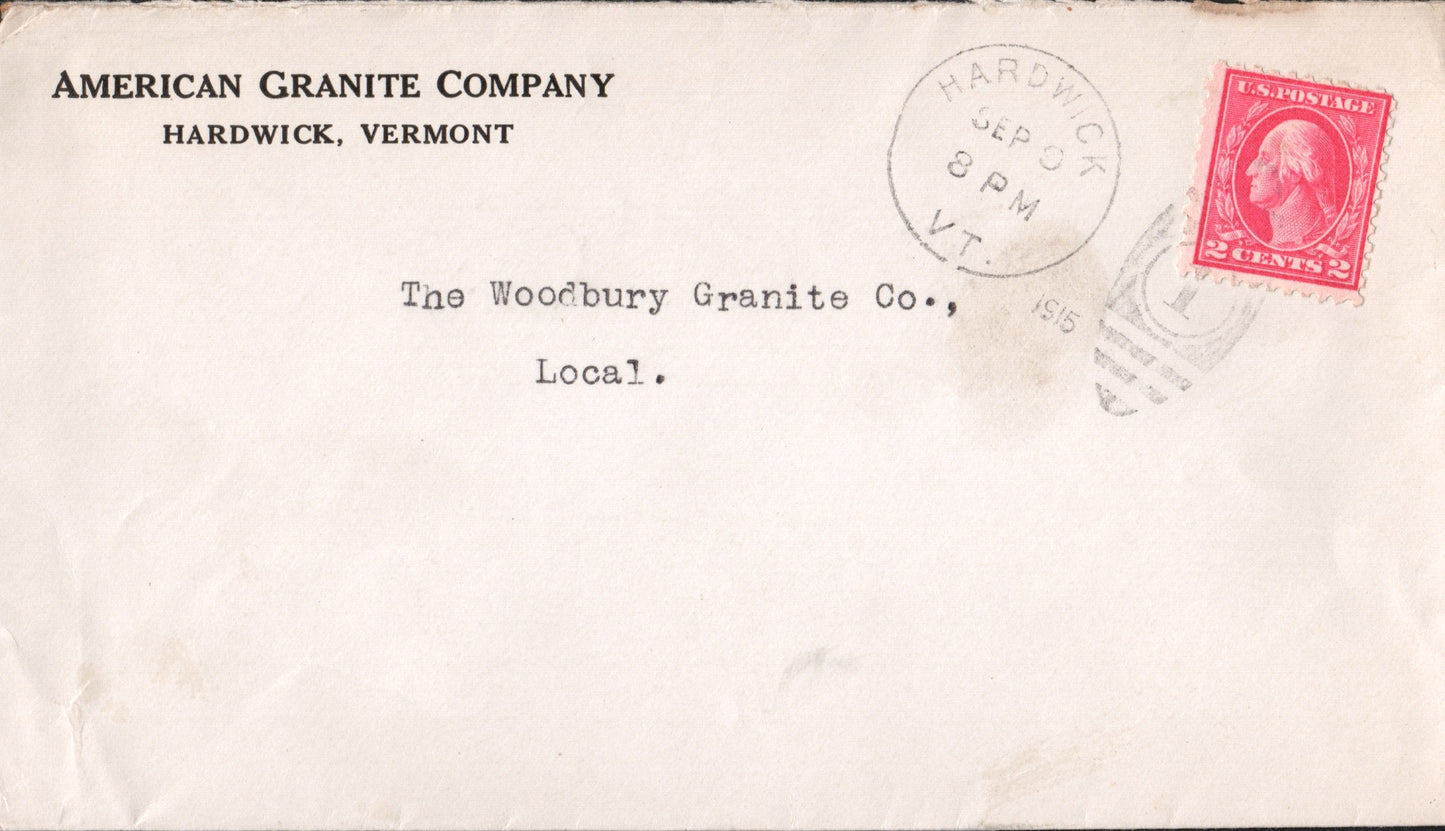 AMERICAN GRANITE COMPANY
HARDWICK, VERMONT
HARDWICK
SEP 9
8 PM
VT.
1915
U.S. POSTAGE
2 CENTS 2
1
The Woodbury Granite Co.,
Local.